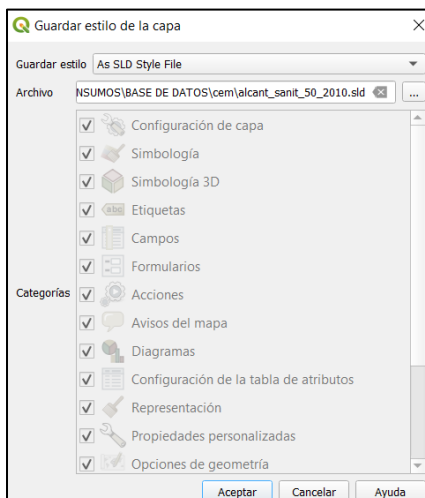 Guardar estilo de la capa
Guardar estilo As SLD Style File
Archivo NSUMOS\BASE DE DATOS\cem\alcant_sanit_50_2010.sld ...
Configuración de capa
Simbología
Simbología 3D
abc Etiquetas
Campos
Formularios
Categorías Acciones
Avisos del mapa
Diagramas
Configuración de la tabla de atributos
Representación
Propiedades personalizadas
Opciones de geometría
Aceptar Cancelar Ayuda